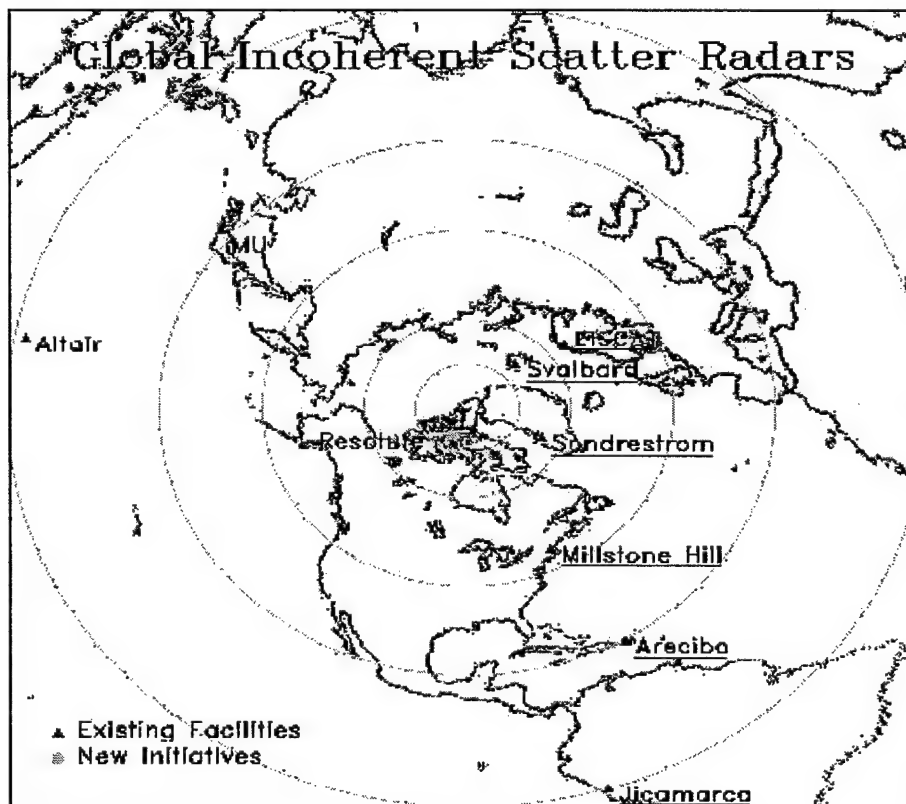 Global Incoherent Scatter Radars
MU
Altair
EISCAT
Svalbard
Resolute
Sondrestrom
Millstone Hill
Arecibo
Existing Facilities
New Initiatives
Jicamarca